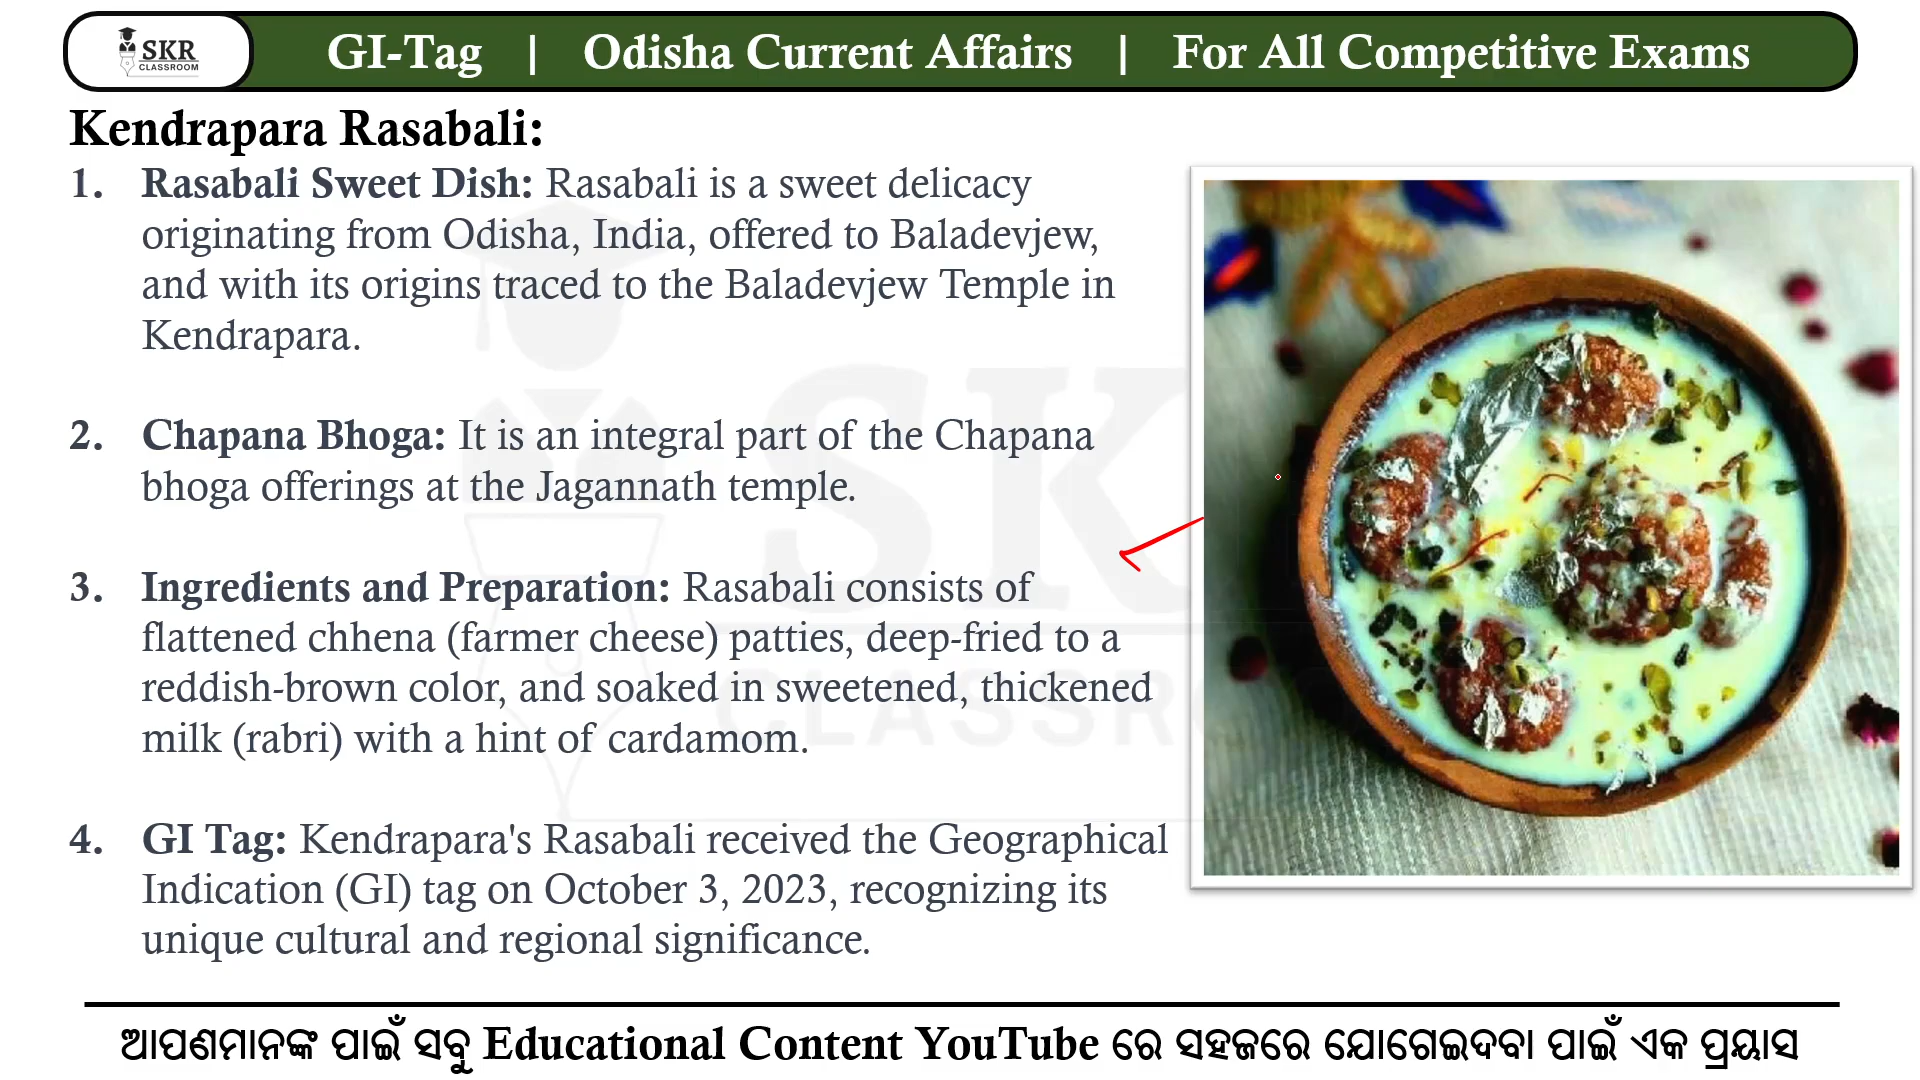 SKR
CLASSROOM
GI-Tag | Odisha Current Affairs | For All Competitive Exams
Kendrapara Rasabali:
1. Rasabali Sweet Dish: Rasabali is a sweet delicacy
originating from Odisha, India, offered to Baladevjew,
and with its origins traced to the Baladevjew Temple in
Kendrapara.
2. Chapana Bhoga: It is an integral part of the Chapana
bhoga offerings at the Jagannath temple.
3. Ingredients and Preparation: Rasabali consists of
flattened chhena (farmer cheese) patties, deep-fried to a
reddish-brown color, and soaked in sweetened, thickened
milk (rabri) with a hint of cardamom.
4. GI Tag: Kendrapara's Rasabali received the Geographical
Indication (GI) tag on October 3, 2023, recognizing its
unique cultural and regional significance.
ଆପଣମାନଙ୍କ ପାଇଁ ସବୁ Educational Content YouTube ରେ ସହଜରେ ଯୋଗେଇଦବା ପାଇଁ ଏକ ପ୍ରୟାସ